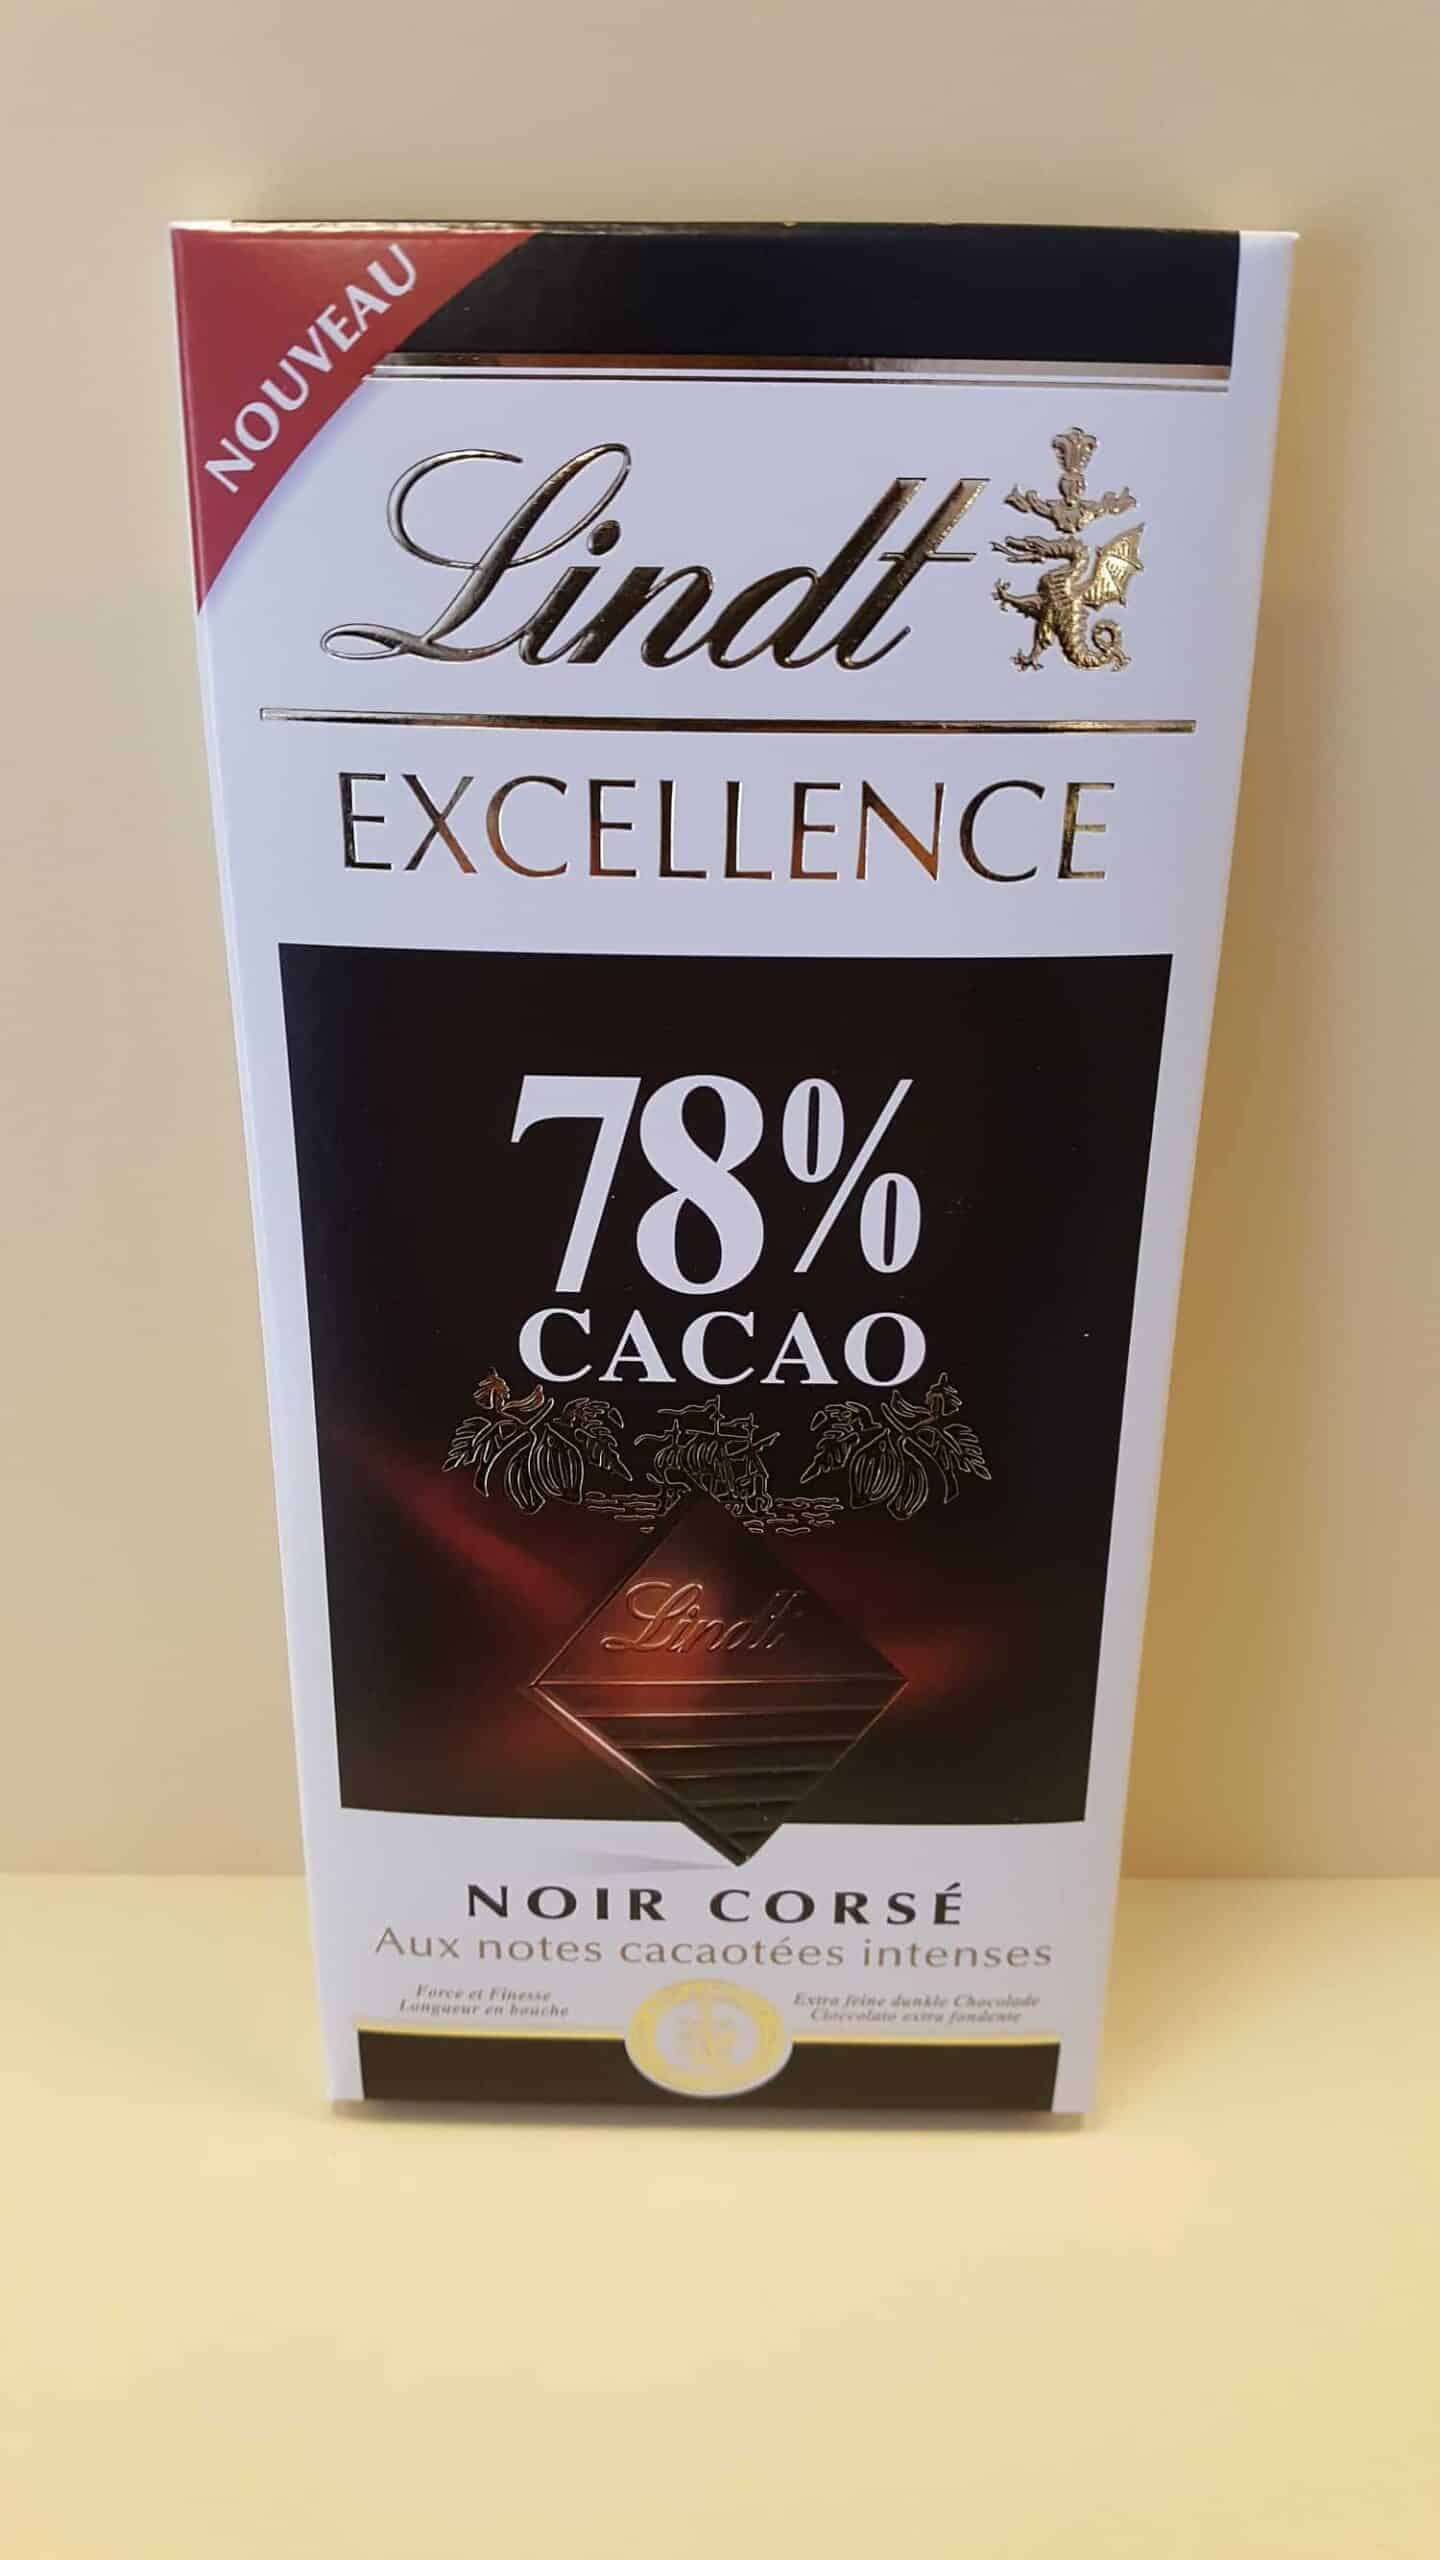 NOUVEAU
Lindt
EXCELLENCE
78%
CACAO
Lindt
NOIR CORSÉ
Aux notes cacaotées intenses
Force et Finesse
Longueur en bouche
Extra feine dunkle Chocolade
Cioccolato extra fondente